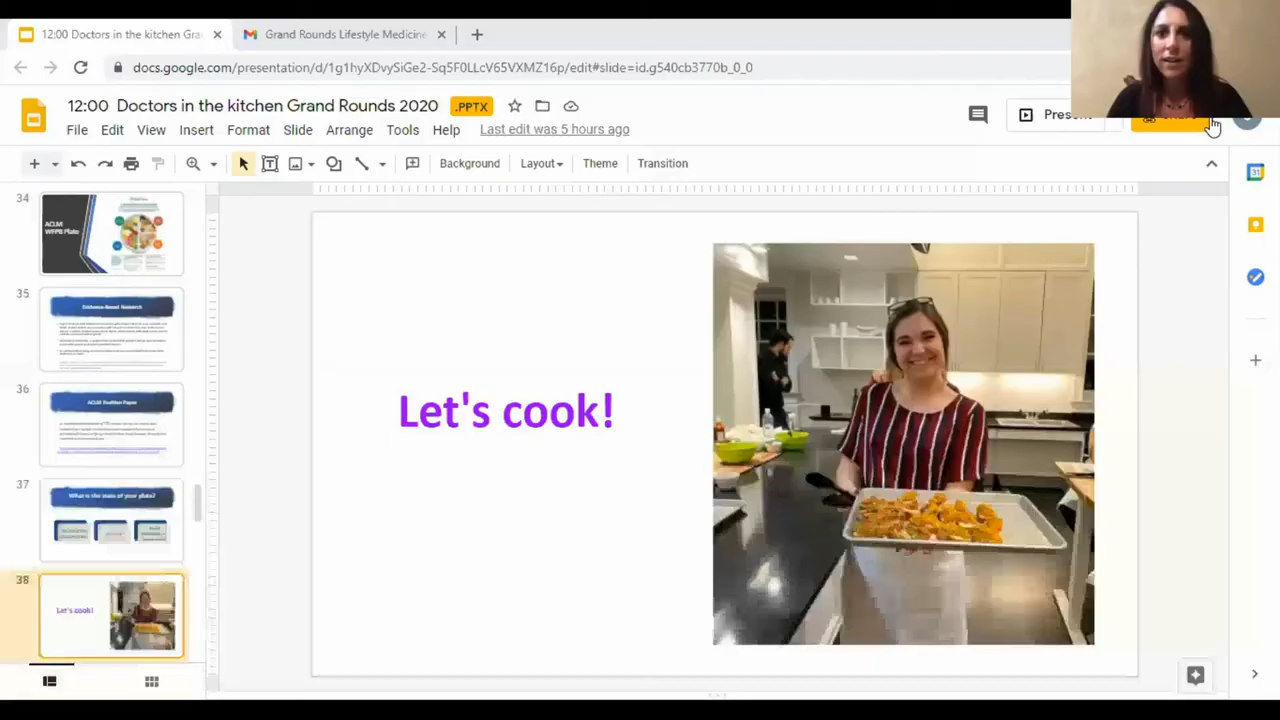 12:00 Doctors in the kitchen Gra
Grand Rounds Lifestyle Medicine
docs.google.com/presentation/d/1g1hyXDvySiGe2-Sq5F0LLcV65VXMZ16p/edit#slide=id.g540cb3770b_0_0
12:00 Doctors in the kitchen Grand Rounds 2020 .PPTX
Present
File Edit View Insert Format Slide Arrange Tools Help Last edit was 5 hours ago
Background Layout Theme Transition
31
34
ACLM
WFPB Plate
35
Evidence-Based Research
36
ACLM Position Paper
37
What is the state of your plate?
38
Let's cook!
Let's cook!